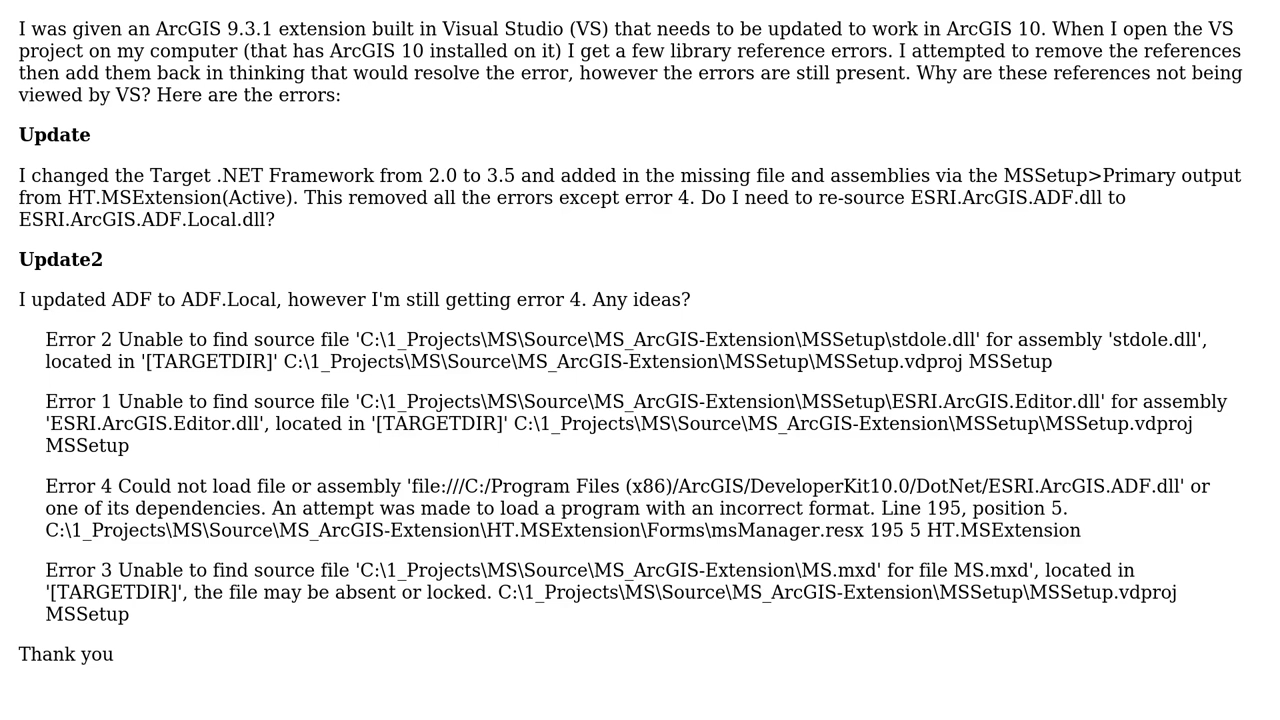 I was given an ArcGIS 9.3.1 extension built in Visual Studio (VS) that needs to be updated to work in ArcGIS 10. When I open the VS
project on my computer (that has ArcGIS 10 installed on it) I get a few library reference errors. I attempted to remove the references
then add them back in thinking that would resolve the error, however the errors are still present. Why are these references not being
viewed by VS? Here are the errors:
Update
I changed the Target .NET Framework from 2.0 to 3.5 and added in the missing file and assemblies via the MSSetup>Primary output
from HT.MSExtension(Active). This removed all the errors except error 4. Do I need to re-source ESRI.ArcGIS.ADF.dll to
ESRI.ArcGIS.ADF.Local.dll?
Update2
I updated ADF to ADF.Local, however I'm still getting error 4. Any ideas?
Error 2 Unable to find source file 'C:\1_Projects\MS\Source\MS_ArcGIS-Extension\MSSetup\stdole.dll' for assembly 'stdole.dll',
located in '[TARGETDIR]' C:\1_Projects\MS\Source\MS_ArcGIS-Extension\MSSetup\MSSetup.vdproj MSSetup
Error 1 Unable to find source file 'C:\1_Projects\MS\Source\MS_ArcGIS-Extension\MSSetup\ESRI.ArcGIS.Editor.dll' for assembly
'ESRI.ArcGIS.Editor.dll', located in '[TARGETDIR]' C:\1_Projects\MS\Source\MS_ArcGIS-Extension\MSSetup\MSSetup.vdproj
MSSetup
Error 4 Could not load file or assembly 'file:///C:/Program Files (x86)/ArcGIS/DeveloperKit10.0/DotNet/ESRI.ArcGIS.ADF.dll' or
one of its dependencies. An attempt was made to load a program with an incorrect format. Line 195, position 5.
C:\1_Projects\MS\Source\MS_ArcGIS-Extension\HT.MSExtension\Forms\msManager.resx 195 5 HT.MSExtension
Error 3 Unable to find source file 'C:\1_Projects\MS\Source\MS_ArcGIS-Extension\MS.mxd' for file MS.mxd', located in
'[TARGETDIR]', the file may be absent or locked. C:\1_Projects\MS\Source\MS_ArcGIS-Extension\MSSetup\MSSetup.vdproj
MSSetup
Thank you